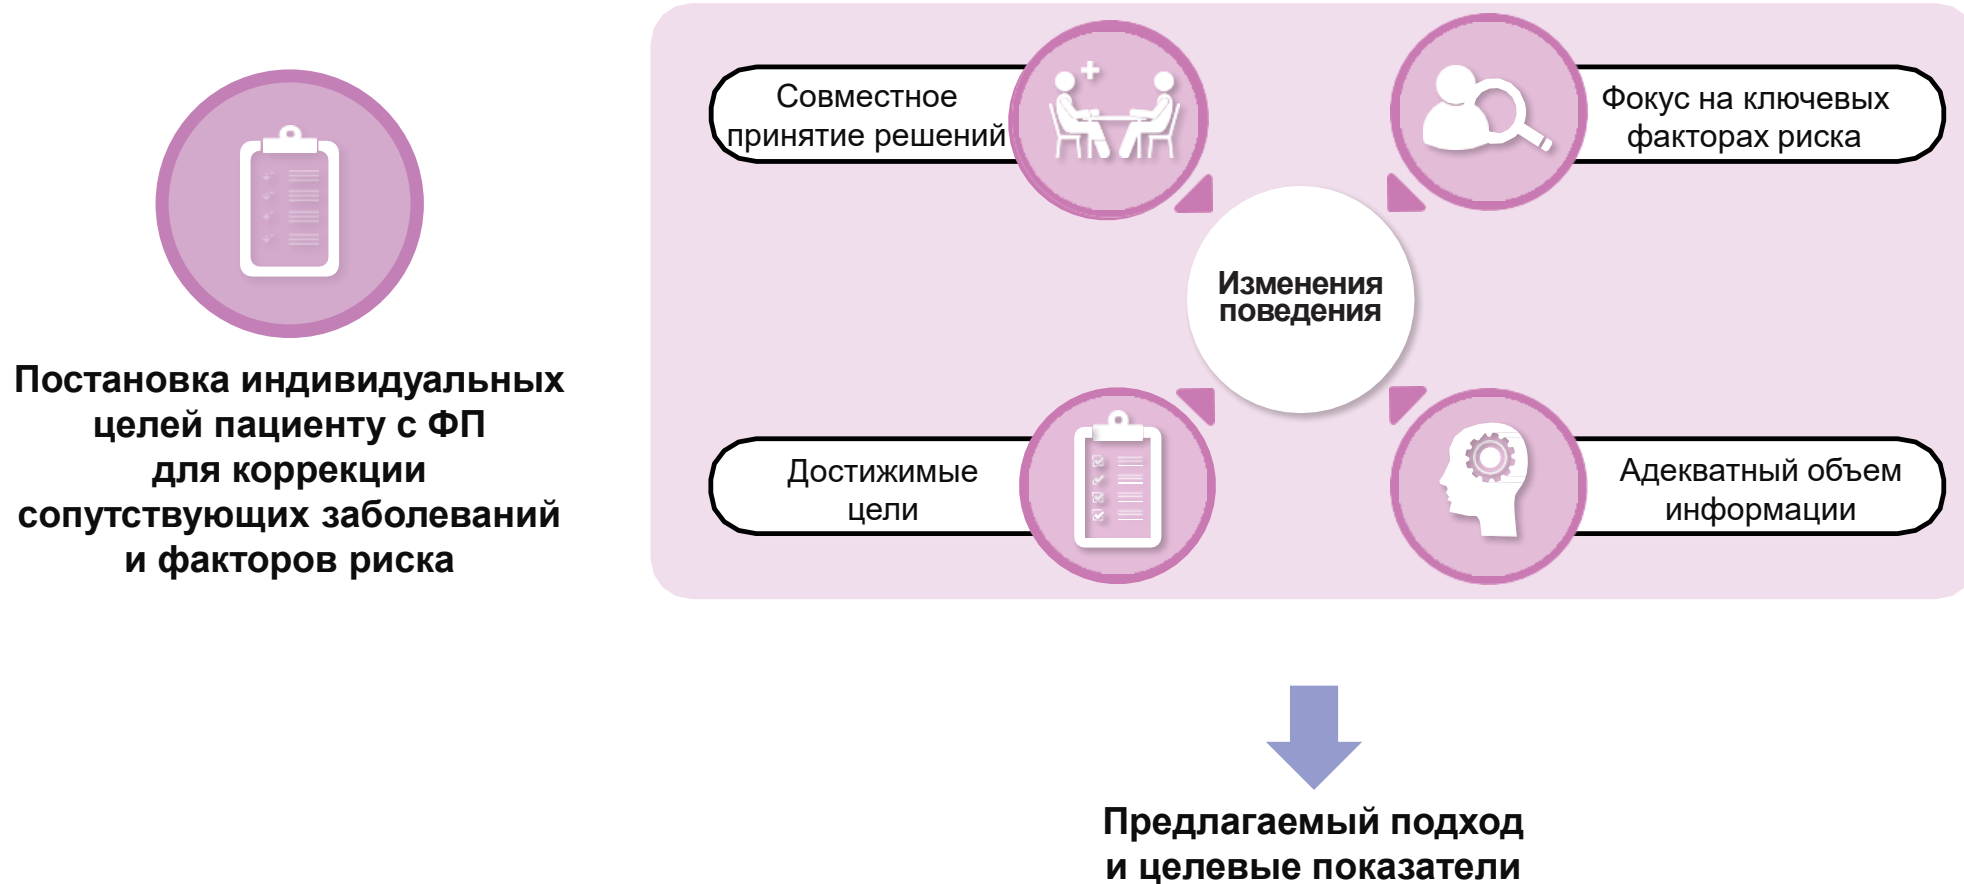 Постановка индивидуальных
целей пациенту с ФП
для коррекции
сопутствующих заболеваний
и факторов риска
Совместное
принятие решений
Фокус на ключевых
факторах риска
Изменения
поведения
Достижимые
цели
Адекватный объем
информации
Предлагаемый подход
и целевые показатели